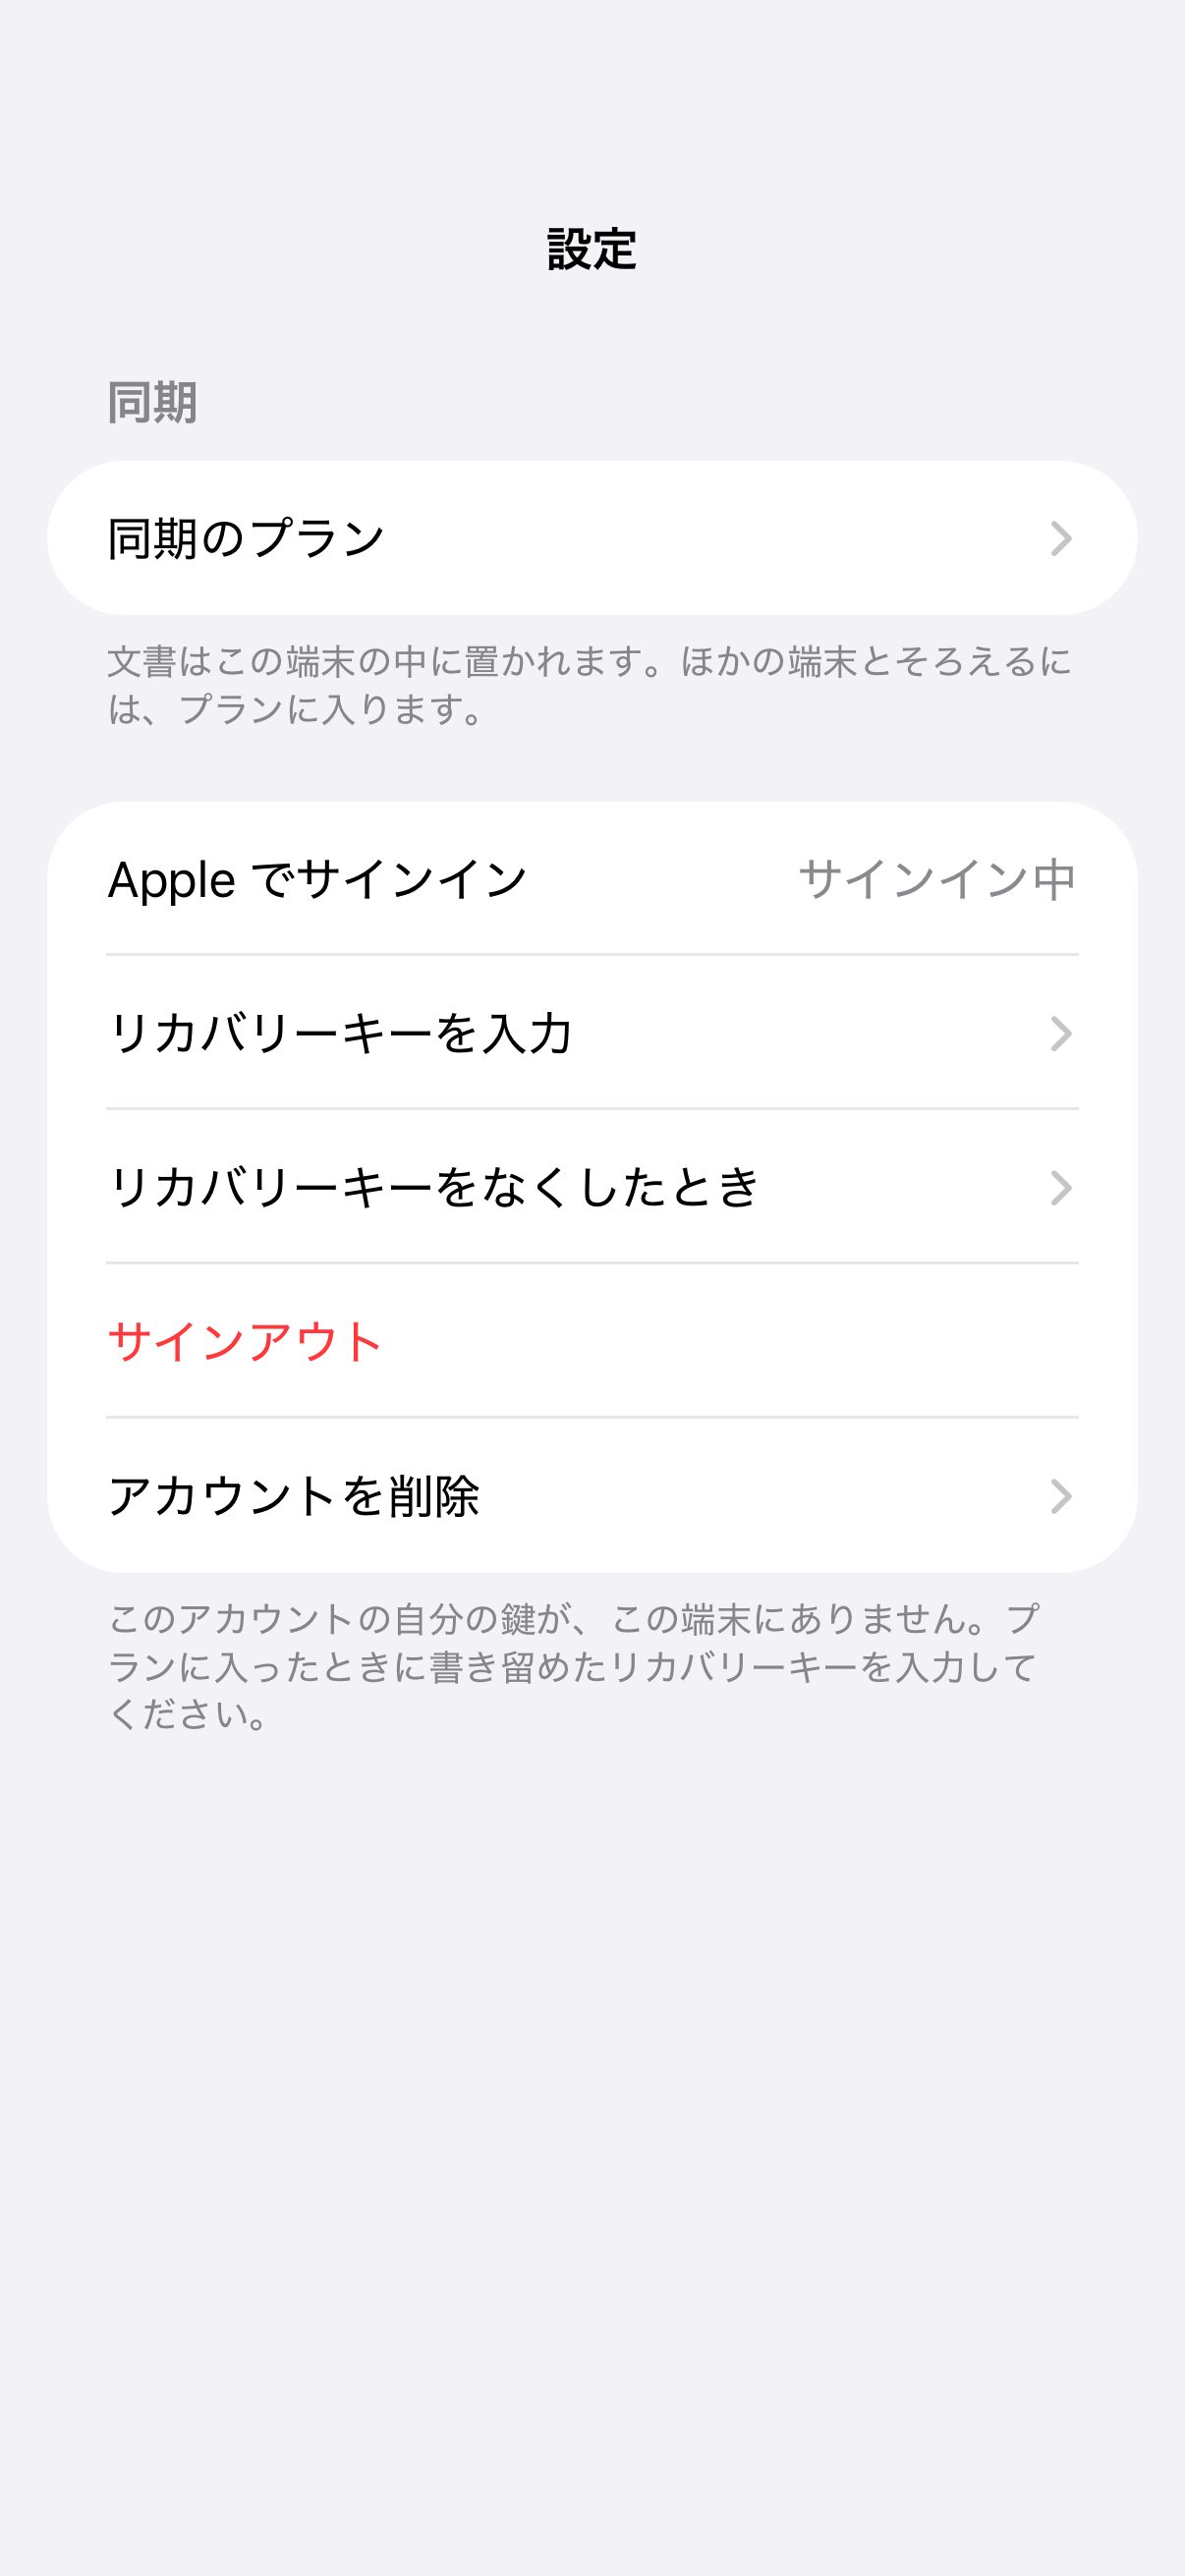 設定
同期
同期のプラン
文書はこの端末の中に置かれます。ほかの端末とそろえるに
は、プランに入ります。
Apple でサインイン サインイン中
リカバリーキーを入力
リカバリーキーをなくしたとき
サインアウト
アカウントを削除
このアカウントの自分の鍵が、この端末にありません。プ
ランに入ったときに書き留めたリカバリーキーを入力して
ください。